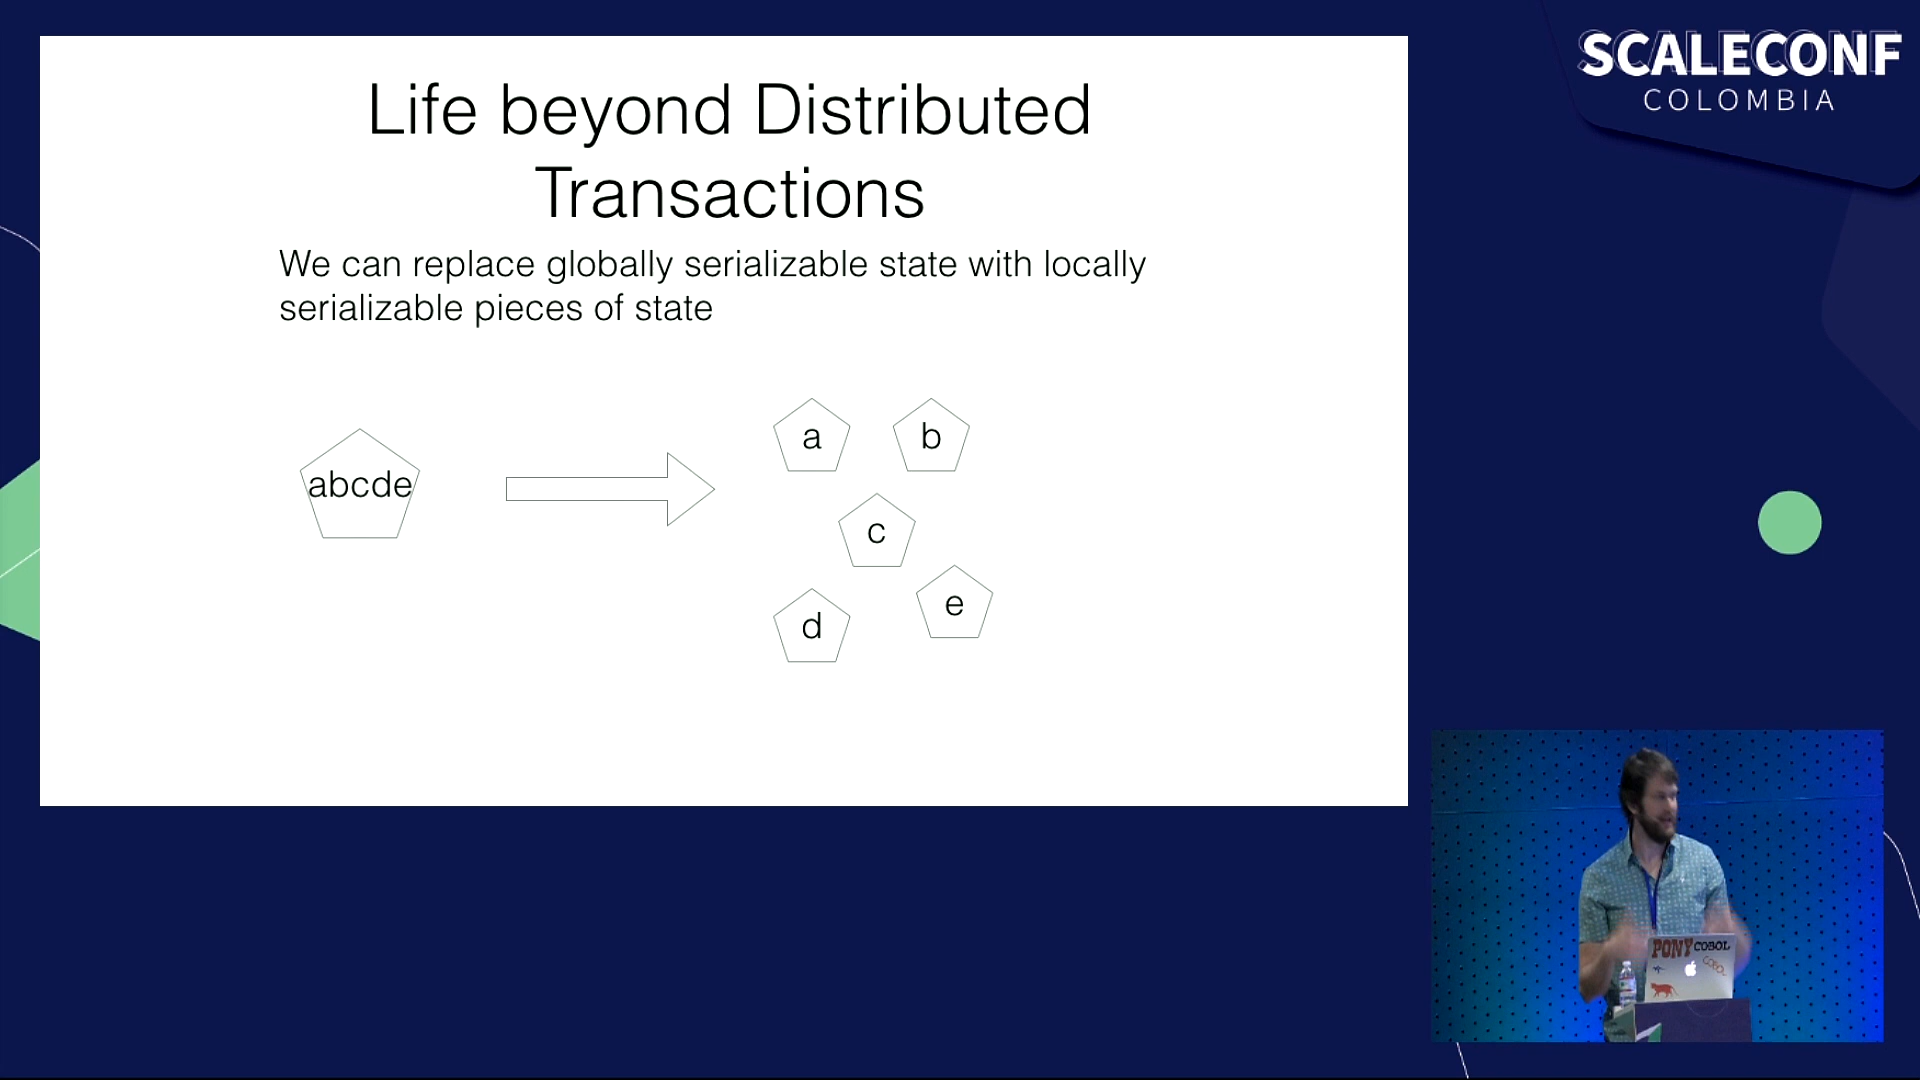 SCALECONF
COLOMBIA
Life beyond Distributed
Transactions
We can replace globally serializable state with locally
serializable pieces of state
abcde
a
b
c
d
e
PONY COBOL
COBOL